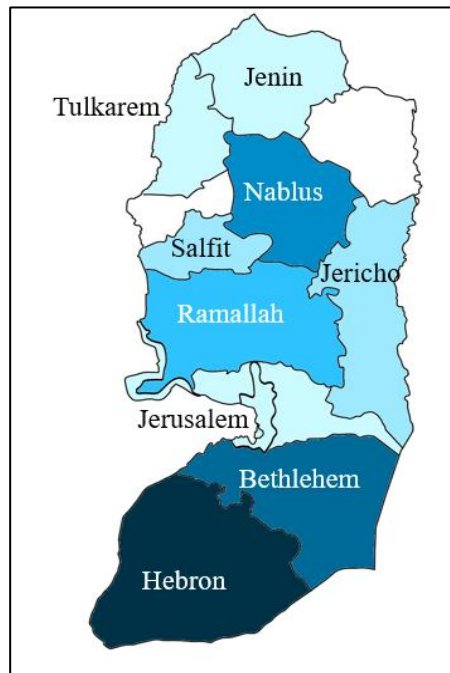 Jenin
Tulkarem
Nablus
Salfit
Jericho
Ramallah
Jerusalem
Bethlehem
Hebron